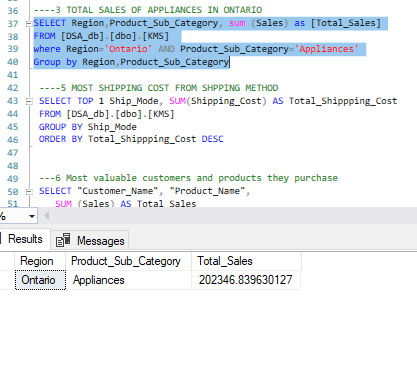 36 ----3 TOTAL SALES OF APPLIANCES IN ONTARIO
37 SELECT Region,Product_Sub_Category, sum (Sales) as [Total_Sales]
38 FROM [DSA_db].[dbo].[KMS]
39 where Region='Ontario' AND Product_Sub_Category='Appliances'
40 Group by Region,Product_Sub_Category
41
42 ----5 MOST SHIPPING COST FROM SHPPING METHOD
43 SELECT TOP 1 Ship_Mode, SUM(Shipping_Cost) AS Total_Shippping_Cost
44 FROM [DSA_db].[dbo].[KMS]
45 GROUP BY Ship_Mode
46 ORDER BY Total_Shippping_Cost DESC
47
48
49 ---6 Most valuable customers and products they purchase
50 SELECT "Customer_Name", "Product_Name",
51 SUM (Sales) AS Total_Sales
%
Results Messages
Region Product_Sub_Category Total_Sales
Ontario Appliances 202346.839630127